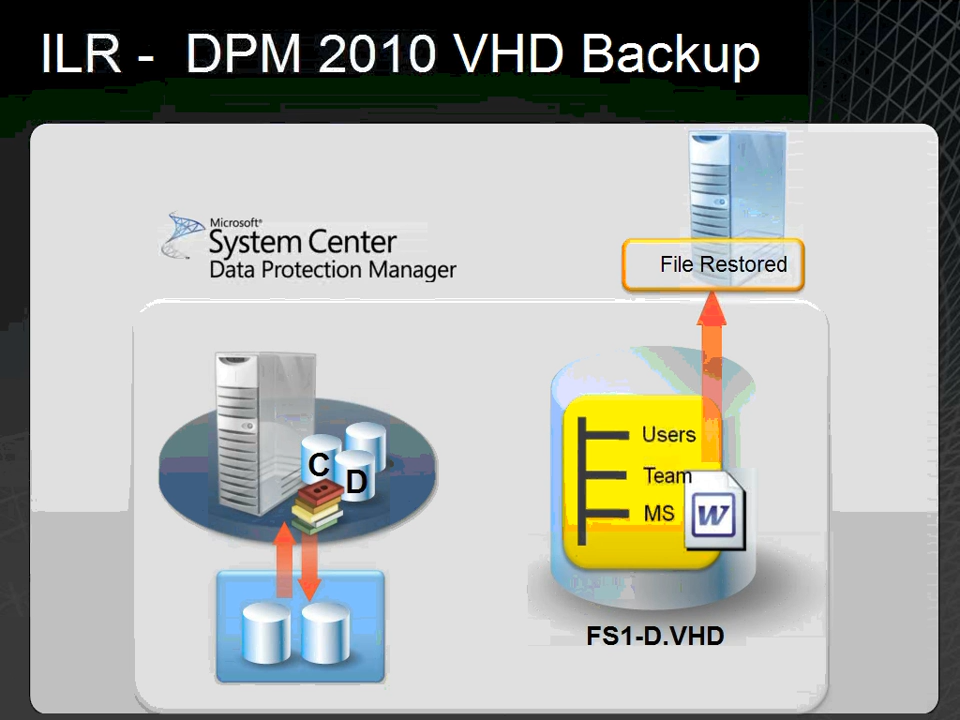 ILR - DPM 2010 VHD Backup
Microsoft®
System Center
Data Protection Manager
File Restored
C
D
Users
Team
MS
W
FS1-D.VHD